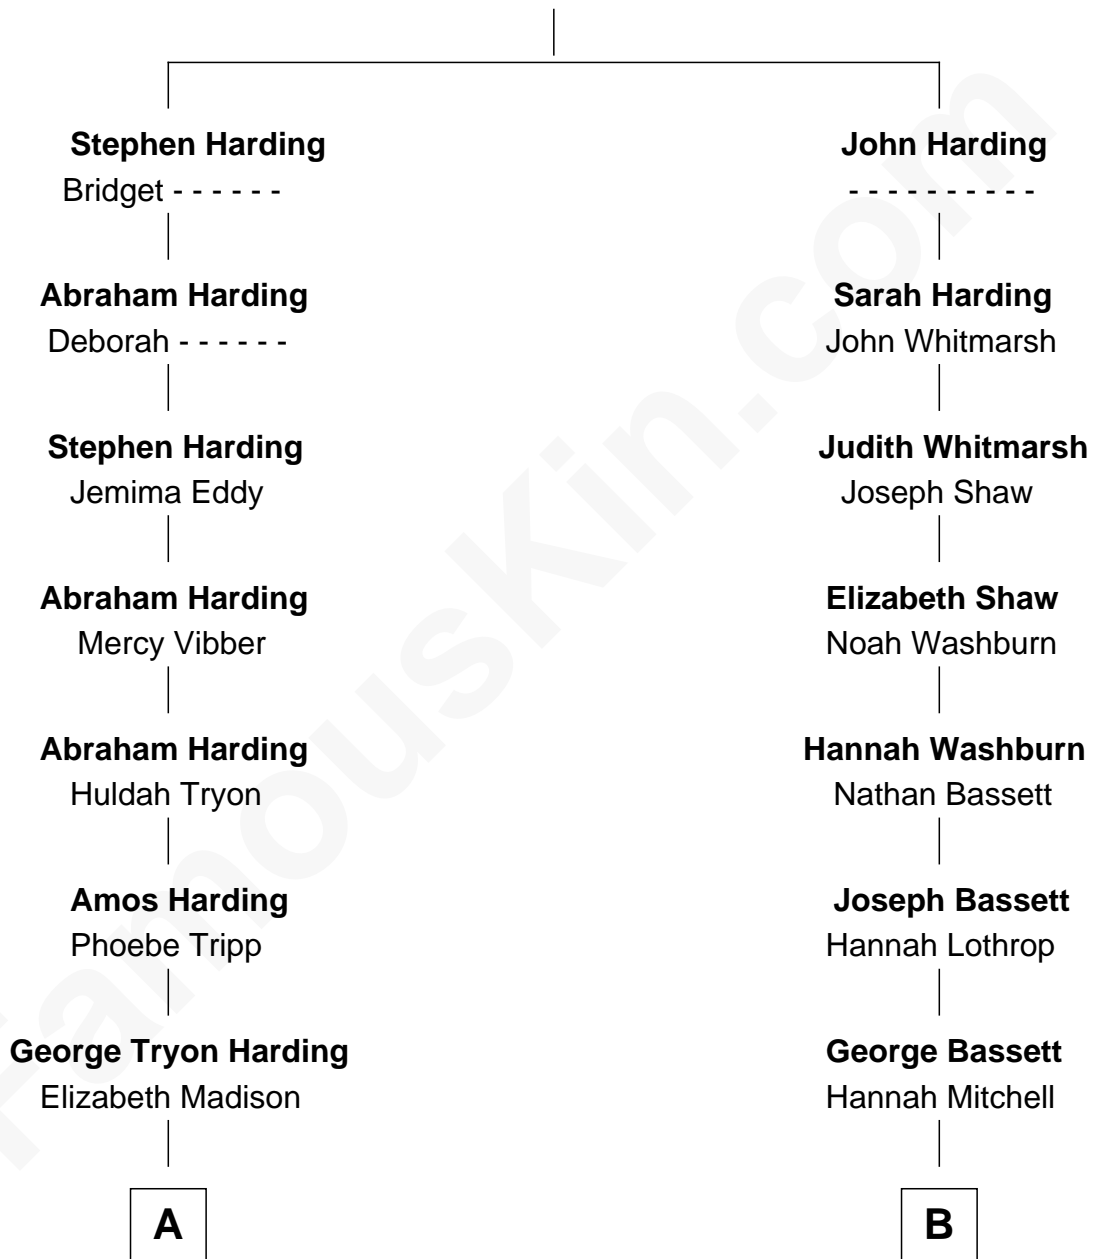 Stephen Harding
Bridget - - - - - -
Abraham Harding
Deborah - - - - - -
Stephen Harding
Jemima Eddy
Abraham Harding
Mercy Vibber
Abraham Harding
Huldah Tryon
Amos Harding
Phoebe Tripp
George Tryon Harding
Elizabeth Madison
A
John Harding
- - - - - - - - - -
Sarah Harding
John Whitmarsh
Judith Whitmarsh
Joseph Shaw
Elizabeth Shaw
Noah Washburn
Hannah Washburn
Nathan Bassett
Joseph Bassett
Hannah Lothrop
George Bassett
Hannah Mitchell
B
FamousKin.com